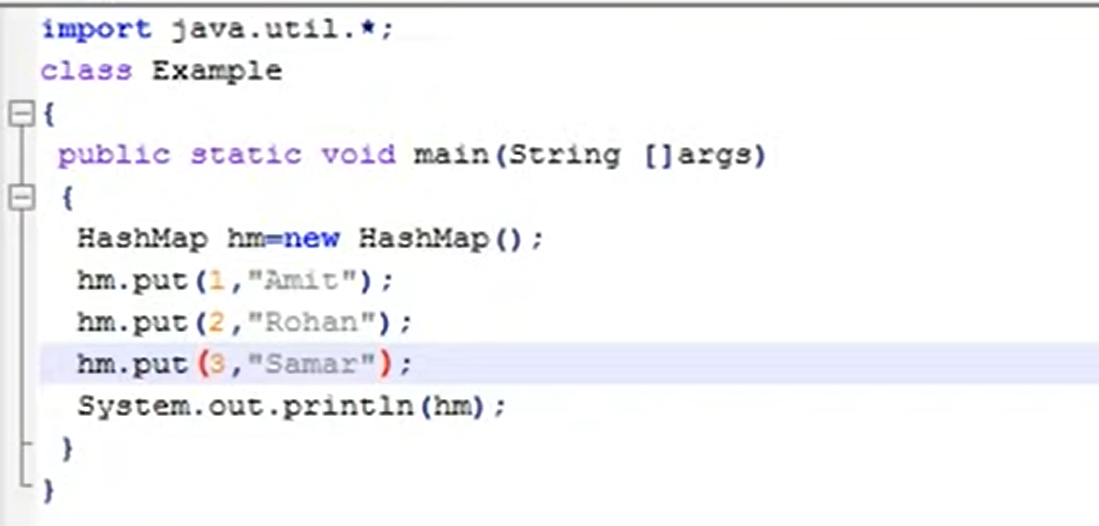 import java.util.*;
class Example
{
public static void main(String []args)
{
HashMap hm=new HashMap();
hm.put(1,"Amit");
hm.put(2,"Rohan");
hm.put(3,"Samar");
System.out.println(hm);
}
}